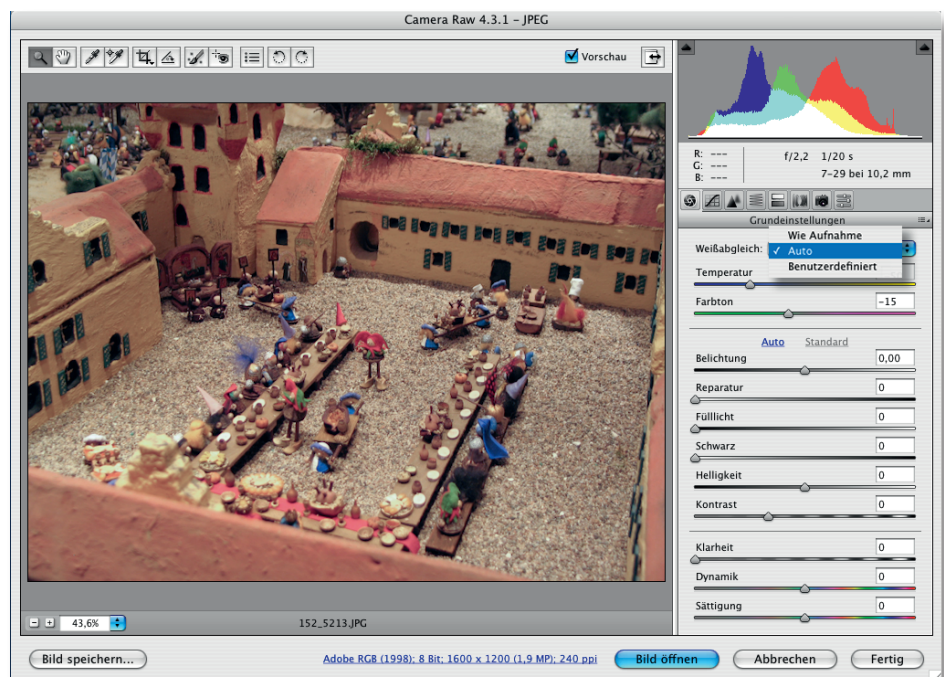 Camera Raw 4.3.1 – JPEG
Vorschau
R: ---
G: ---
B: ---
f/2,2 1/20 s
7–29 bei 10,2 mm
Grundeinstellungen
Weißabgleich:
Wie Aufnahme
✓ Auto
Benutzerdefiniert
Temperatur
Farbton -15
Auto Standard
Belichtung 0,00
Reparatur 0
Fülllicht 0
Schwarz 0
Helligkeit 0
Kontrast 0
Klarheit 0
Dynamik 0
Sättigung 0
43,6%
152_5213.JPG
Bild speichern...
Adobe RGB (1998); 8 Bit; 1600 x 1200 (1,9 MP); 240 ppi
Bild öffnen
Abbrechen
Fertig